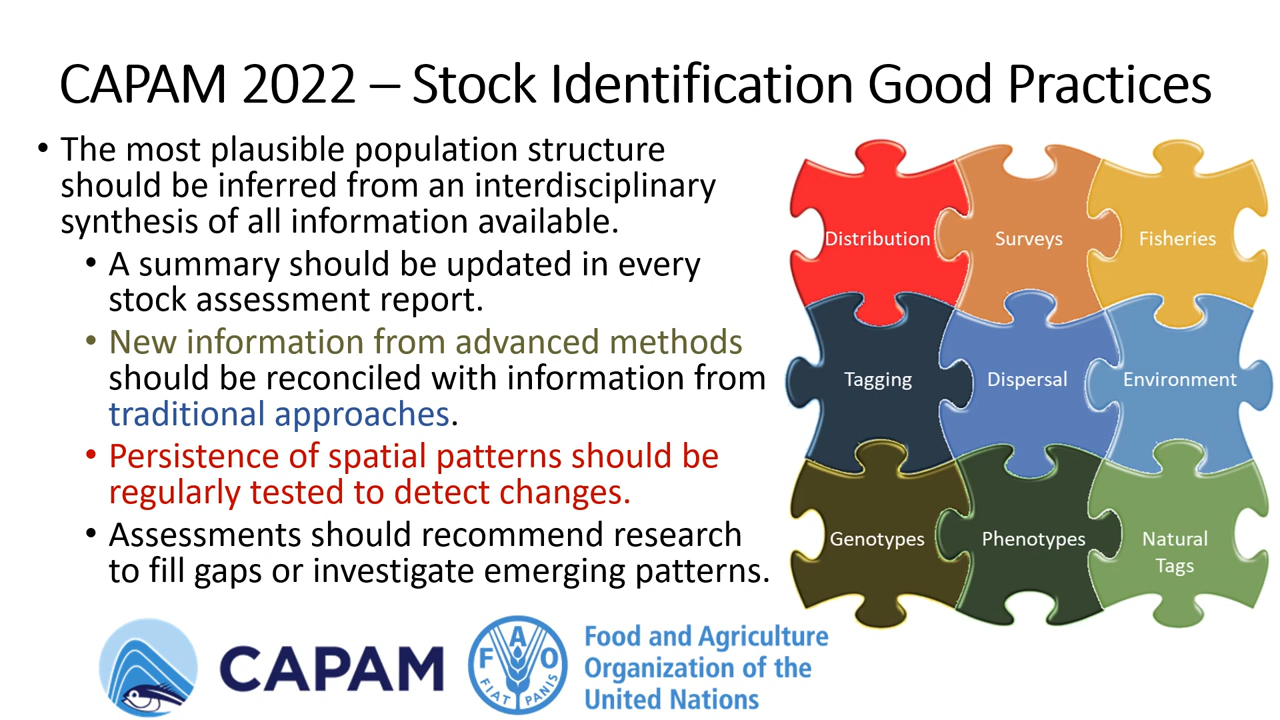 CAPAM 2022 – Stock Identification Good Practices
• The most plausible population structure
should be inferred from an interdisciplinary
synthesis of all information available.
• A summary should be updated in every
stock assessment report.
• New information from advanced methods
should be reconciled with information from
traditional approaches.
• Persistence of spatial patterns should be
regularly tested to detect changes.
• Assessments should recommend research
to fill gaps or investigate emerging patterns.
Distribution
Surveys
Fisheries
Tagging
Dispersal
Environment
Genotypes
Phenotypes
Natural
Tags
CAPAM
FAO
FIAT PANIS
Food and Agriculture
Organization of the
United Nations